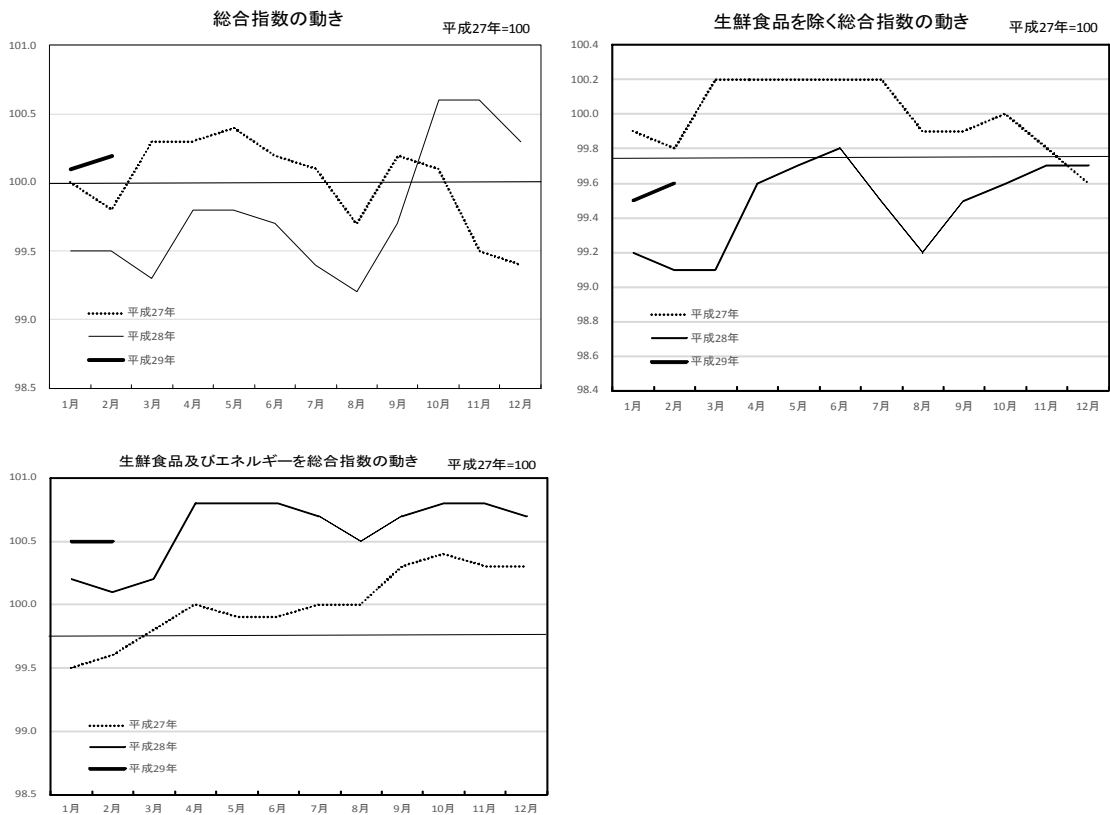 総合指数の動き
平成27年=100
101.0
100.5
100.0
99.5
99.0
98.5
平成27年
平成28年
平成29年
1月 2月 3月 4月 5月 6月 7月 8月 9月 10月 11月 12月
生鮮食品を除く総合指数の動き
平成27年=100
100.4
100.2
100.0
99.8
99.6
99.4
99.2
99.0
98.8
98.6
98.4
平成27年
平成28年
平成29年
1月 2月 3月 4月 5月 6月 7月 8月 9月 10月 11月 12月
生鮮食品及びエネルギーを総合指数の動き
平成27年=100
101.0
100.5
100.0
99.5
99.0
98.5
平成27年
平成28年
平成29年
1月 2月 3月 4月 5月 6月 7月 8月 9月 10月 11月 12月